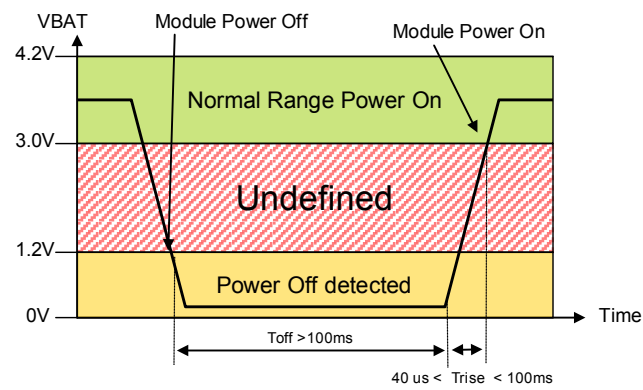 VBAT
Module Power Off
Module Power On
4.2V
Normal Range Power On
3.0V
Undefined
1.2V
Power Off detected
0V
Time
Toff >100ms
40 us < Trise < 100ms